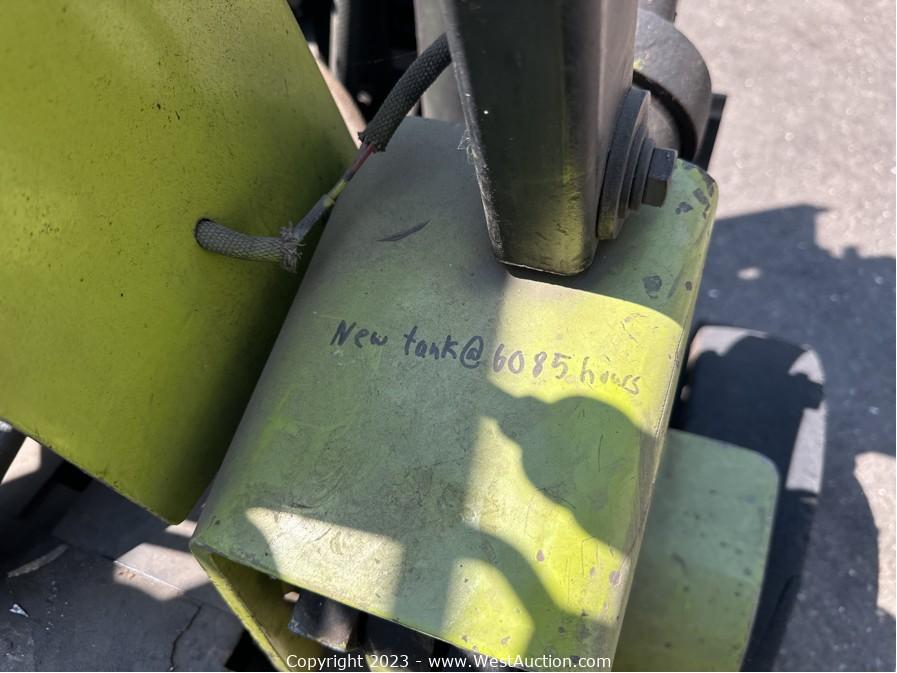 New tank@6085 hours
Copyright © 2023 - www.WestAuction.com